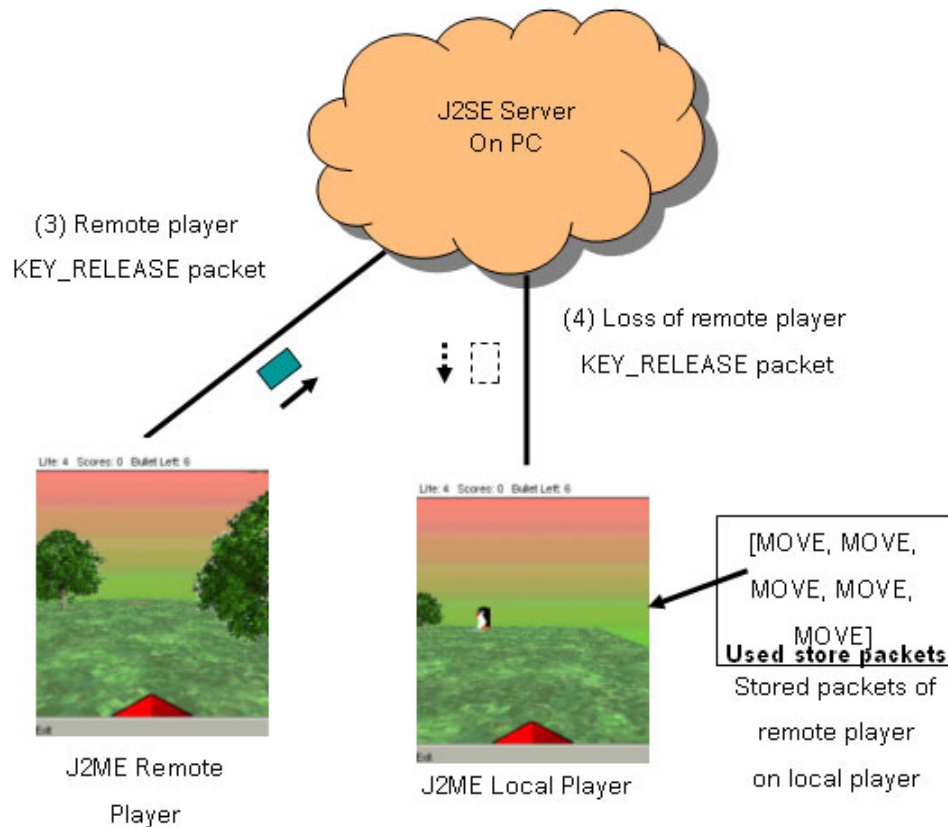 J2SE Server
On PC
(3) Remote player
KEY_RELEASE packet
(4) Loss of remote player
KEY_RELEASE packet
Life: 4 Scores: 0 Bullet Left: 6
Exit
J2ME Remote
Player
Life: 4 Scores: 0 Bullet Left: 6
Exit
J2ME Local Player
[MOVE, MOVE,
MOVE, MOVE,
MOVE]
Used store packets
Stored packets of
remote player
on local player